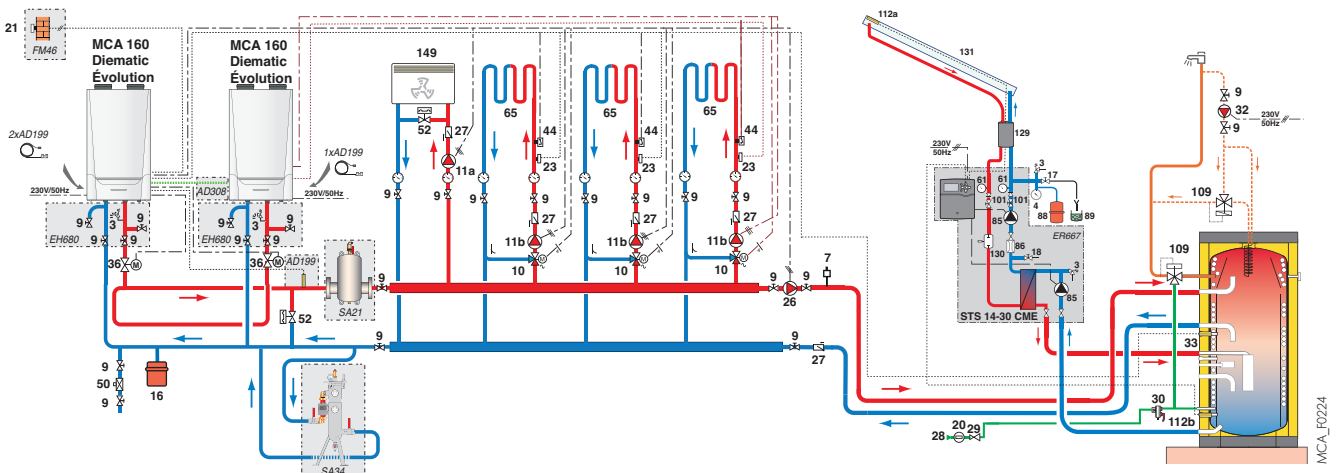 21
FM46
MCA 160
Diematic
Évolution
MCA 160
Diematic
Évolution
2xAD199
1xAD199
230V/50Hz
AD308
230V/50Hz
9
3
9
9
3
9
EH680
9
9
EH680
9
9
36
M
36
M
AD199
SA21
52
9
50
9
16
SA34
149
52
27
11a
9
9
65
44
23
9
9
27
11b
10
M
65
44
23
9
9
27
11b
10
M
65
44
23
9
27
11b
10
M
9
9
26
9
7
9
9
27
112a
131
129
230V
50Hz
61
61
3
17
4
88
89
101
101
85
ER667
86
130
18
3
85
STS 14-30 CME
9
32
230V
50Hz
9
109
109
33
30
112b
28
20
29
MCA_F0224